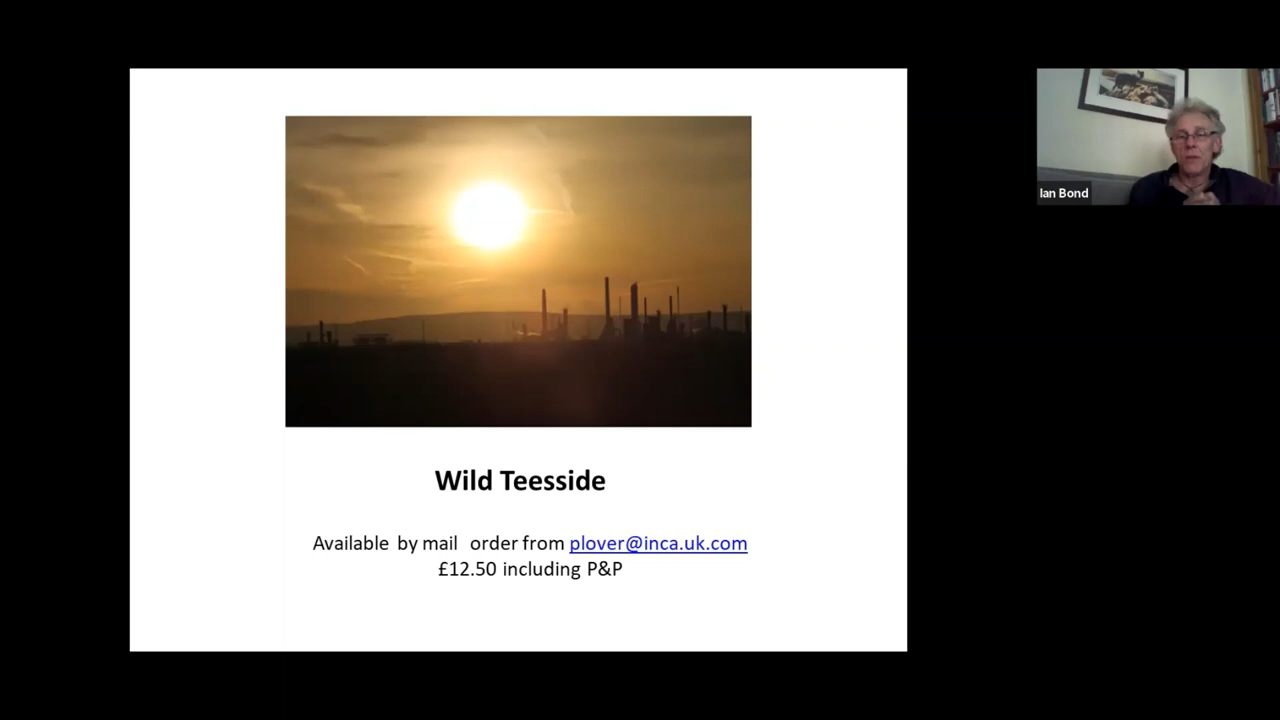 Wild Teesside
Available by mail order from plover@inca.uk.com
£12.50 including P&P
Ian Bond